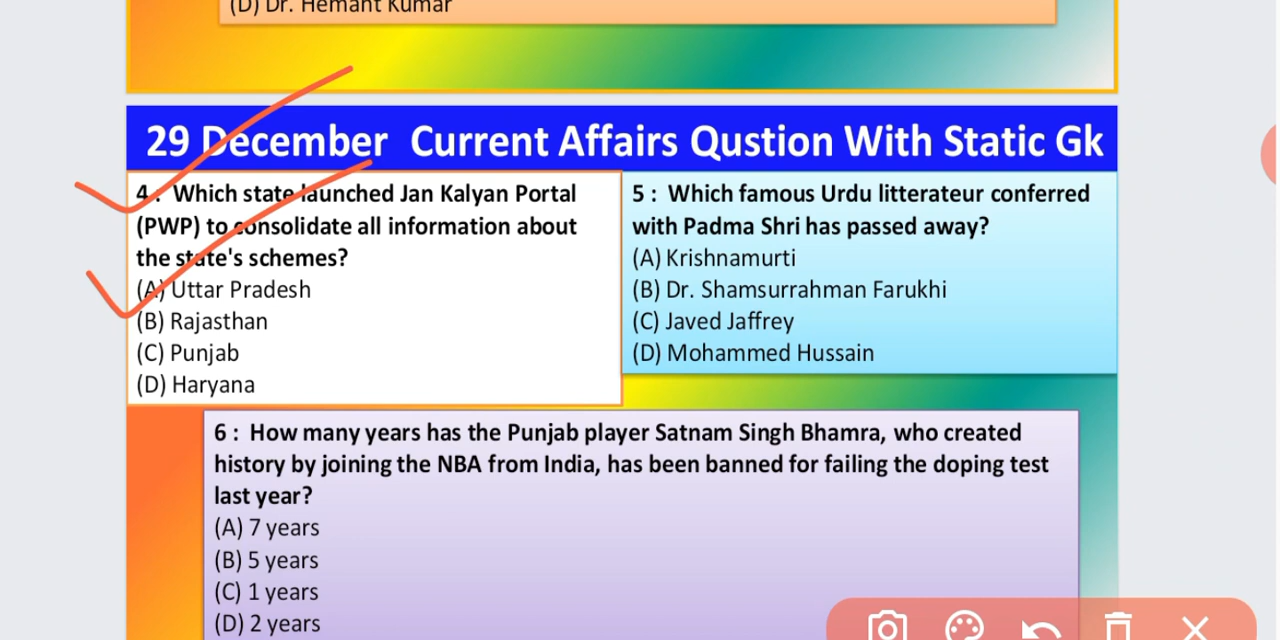 (D) Dr. Hemant Kumar
29 December Current Affairs Qustion With Static Gk
4 : Which state launched Jan Kalyan Portal
(PWP) to consolidate all information about
the state's schemes?
(A) Uttar Pradesh
(B) Rajasthan
(C) Punjab
(D) Haryana
5 : Which famous Urdu litterateur conferred
with Padma Shri has passed away?
(A) Krishnamurti
(B) Dr. Shamsurrahman Farukhi
(C) Javed Jaffrey
(D) Mohammed Hussain
6 : How many years has the Punjab player Satnam Singh Bhamra, who created
history by joining the NBA from India, has been banned for failing the doping test
last year?
(A) 7 years
(B) 5 years
(C) 1 years
(D) 2 years